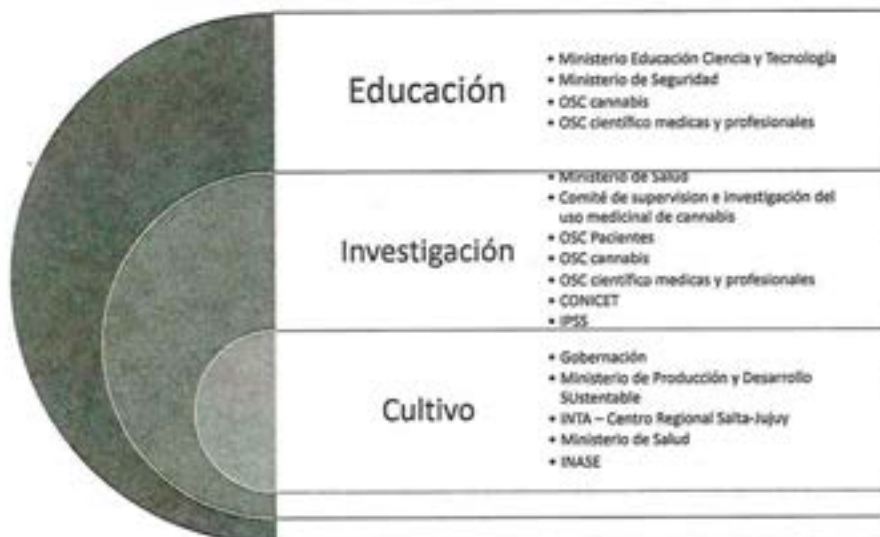 Educación
• Ministerio Educación Ciencia y Tecnología
• Ministerio de Seguridad
• OSC cannabis
• OSC científico medicas y profesionales
Investigación
• Ministerio de Salud
• Comité de supervision e investigación del
uso medicinal de cannabis
• OSC Pacientes
• OSC cannabis
• OSC científico medicas y profesionales
• CONICET
• IPSS
Cultivo
• Gobernación
• Ministerio de Producción y Desarrollo
SUstentable
• INTA – Centro Regional Salta-Jujuy
• Ministerio de Salud
• INASE